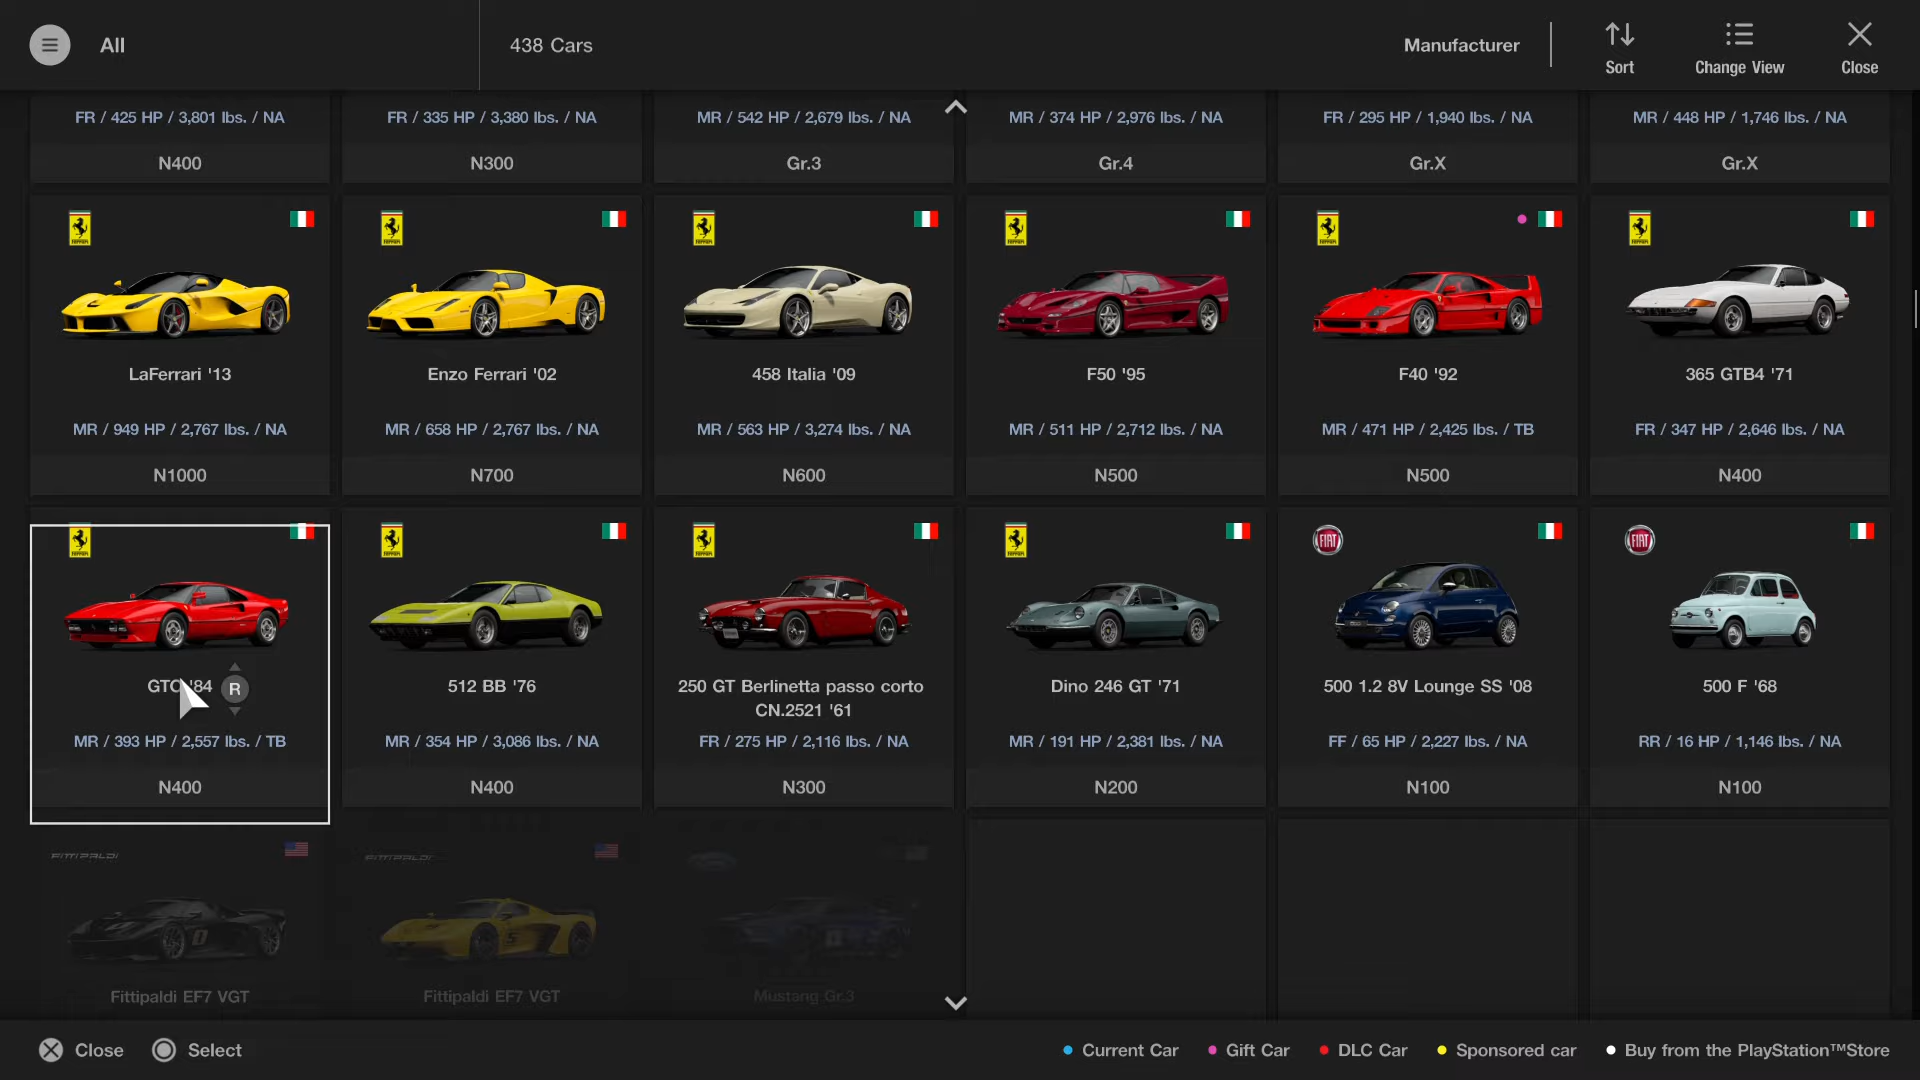 All
438 Cars
Manufacturer
Sort
Change View
Close
FR / 425 HP / 3,801 lbs. / NA
FR / 335 HP / 3,380 lbs. / NA
MR / 542 HP / 2,679 lbs. / NA
MR / 374 HP / 2,976 lbs. / NA
FR / 295 HP / 1,940 lbs. / NA
MR / 448 HP / 1,746 lbs. / NA
N400
N300
Gr.3
Gr.4
Gr.X
Gr.X
LaFerrari '13
Enzo Ferrari '02
458 Italia '09
F50 '95
F40 '92
365 GTB4 '71
MR / 949 HP / 2,767 lbs. / NA
MR / 658 HP / 2,767 lbs. / NA
MR / 563 HP / 3,274 lbs. / NA
MR / 511 HP / 2,712 lbs. / NA
MR / 471 HP / 2,425 lbs. / TB
FR / 347 HP / 2,646 lbs. / NA
N1000
N700
N600
N500
N500
N400
FIAT
FIAT
GTO '84
R
512 BB '76
250 GT Berlinetta passo corto
CN.2521 '61
Dino 246 GT '71
500 1.2 8V Lounge SS '08
500 F '68
MR / 393 HP / 2,557 lbs. / TB
MR / 354 HP / 3,086 lbs. / NA
FR / 275 HP / 2,116 lbs. / NA
MR / 191 HP / 2,381 lbs. / NA
FF / 65 HP / 2,227 lbs. / NA
RR / 16 HP / 1,146 lbs. / NA
N400
N400
N300
N200
N100
N100
FITTIPALDI
FITTIPALDI
Fittipaldi EF7 VGT
Fittipaldi EF7 VGT
Mustang Gr.3
Close
Select
Current Car
Gift Car
DLC Car
Sponsored car
Buy from the PlayStation™Store